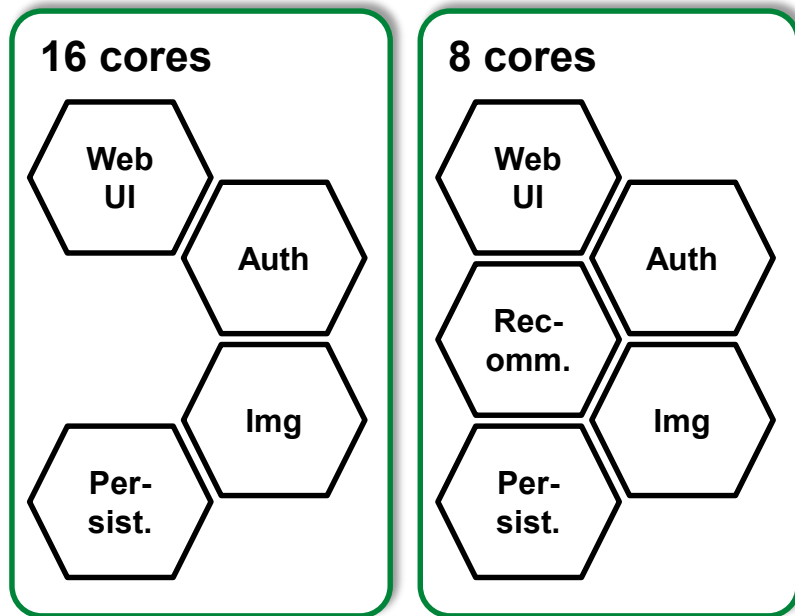 16 cores
Web
UI
Auth
Img
Per-
sist.
8 cores
Web
UI
Auth
Rec-
omm.
Img
Per-
sist.